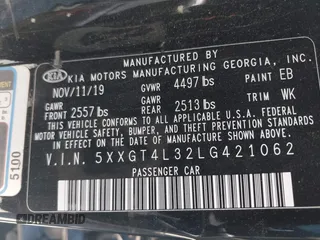 MANUFACTURED BY
KIA KIA MOTORS MANUFACTURING GEORGIA, INC.
NOV/11/19 GVWR 4497 lbs PAINT EB
GAWR FRONT 2557 lbs GAWR REAR 2513 lbs TRIM WK
THIS VEHICLE CONFORMS TO ALL APPLICABLE U.S.A. FEDERAL
MOTOR VEHICLE SAFETY, BUMPER, AND THEFT PREVENTION
STANDARDS IN EFFECT ON THE DATE OF MANUFACTURE
SHOWN ABOVE.
V.I.N. 5XXGT4L32LG421062
PASSENGER CAR
5100
DREAMBID